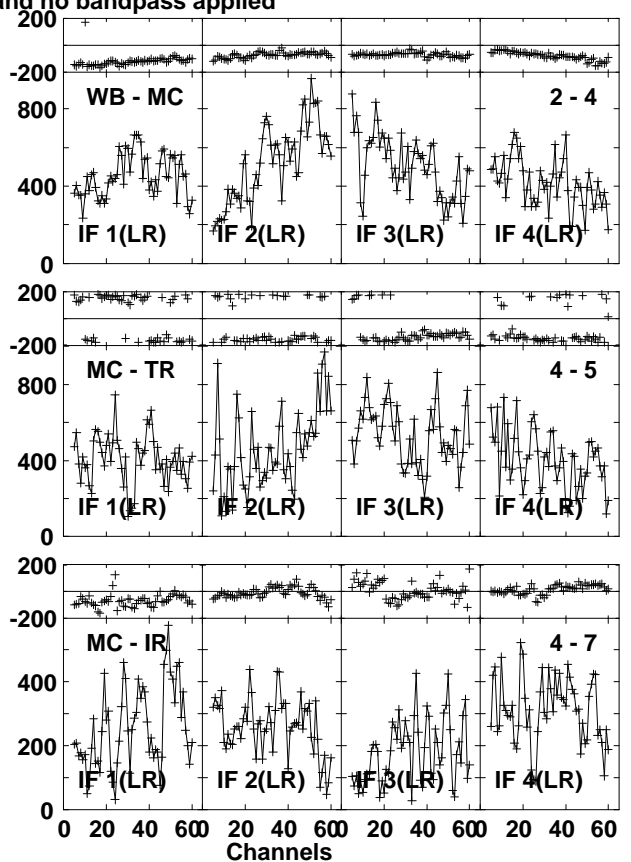 and no bandpass applied
200
-200
WB - MC 2 - 4
800
400
IF 1(LR) IF 2(LR) IF 3(LR) IF 4(LR)
0
200
-200
MC - TR 4 - 5
800
400
IF 1(LR) IF 2(LR) IF 3(LR) IF 4(LR)
0
200
-200
MC - IR 4 - 7
400
200
IF 1(LR) IF 2(LR) IF 3(LR) IF 4(LR)
0
0 20 40 60 0 20 40 60 0 20 40 60 0 20 40 60
Channels